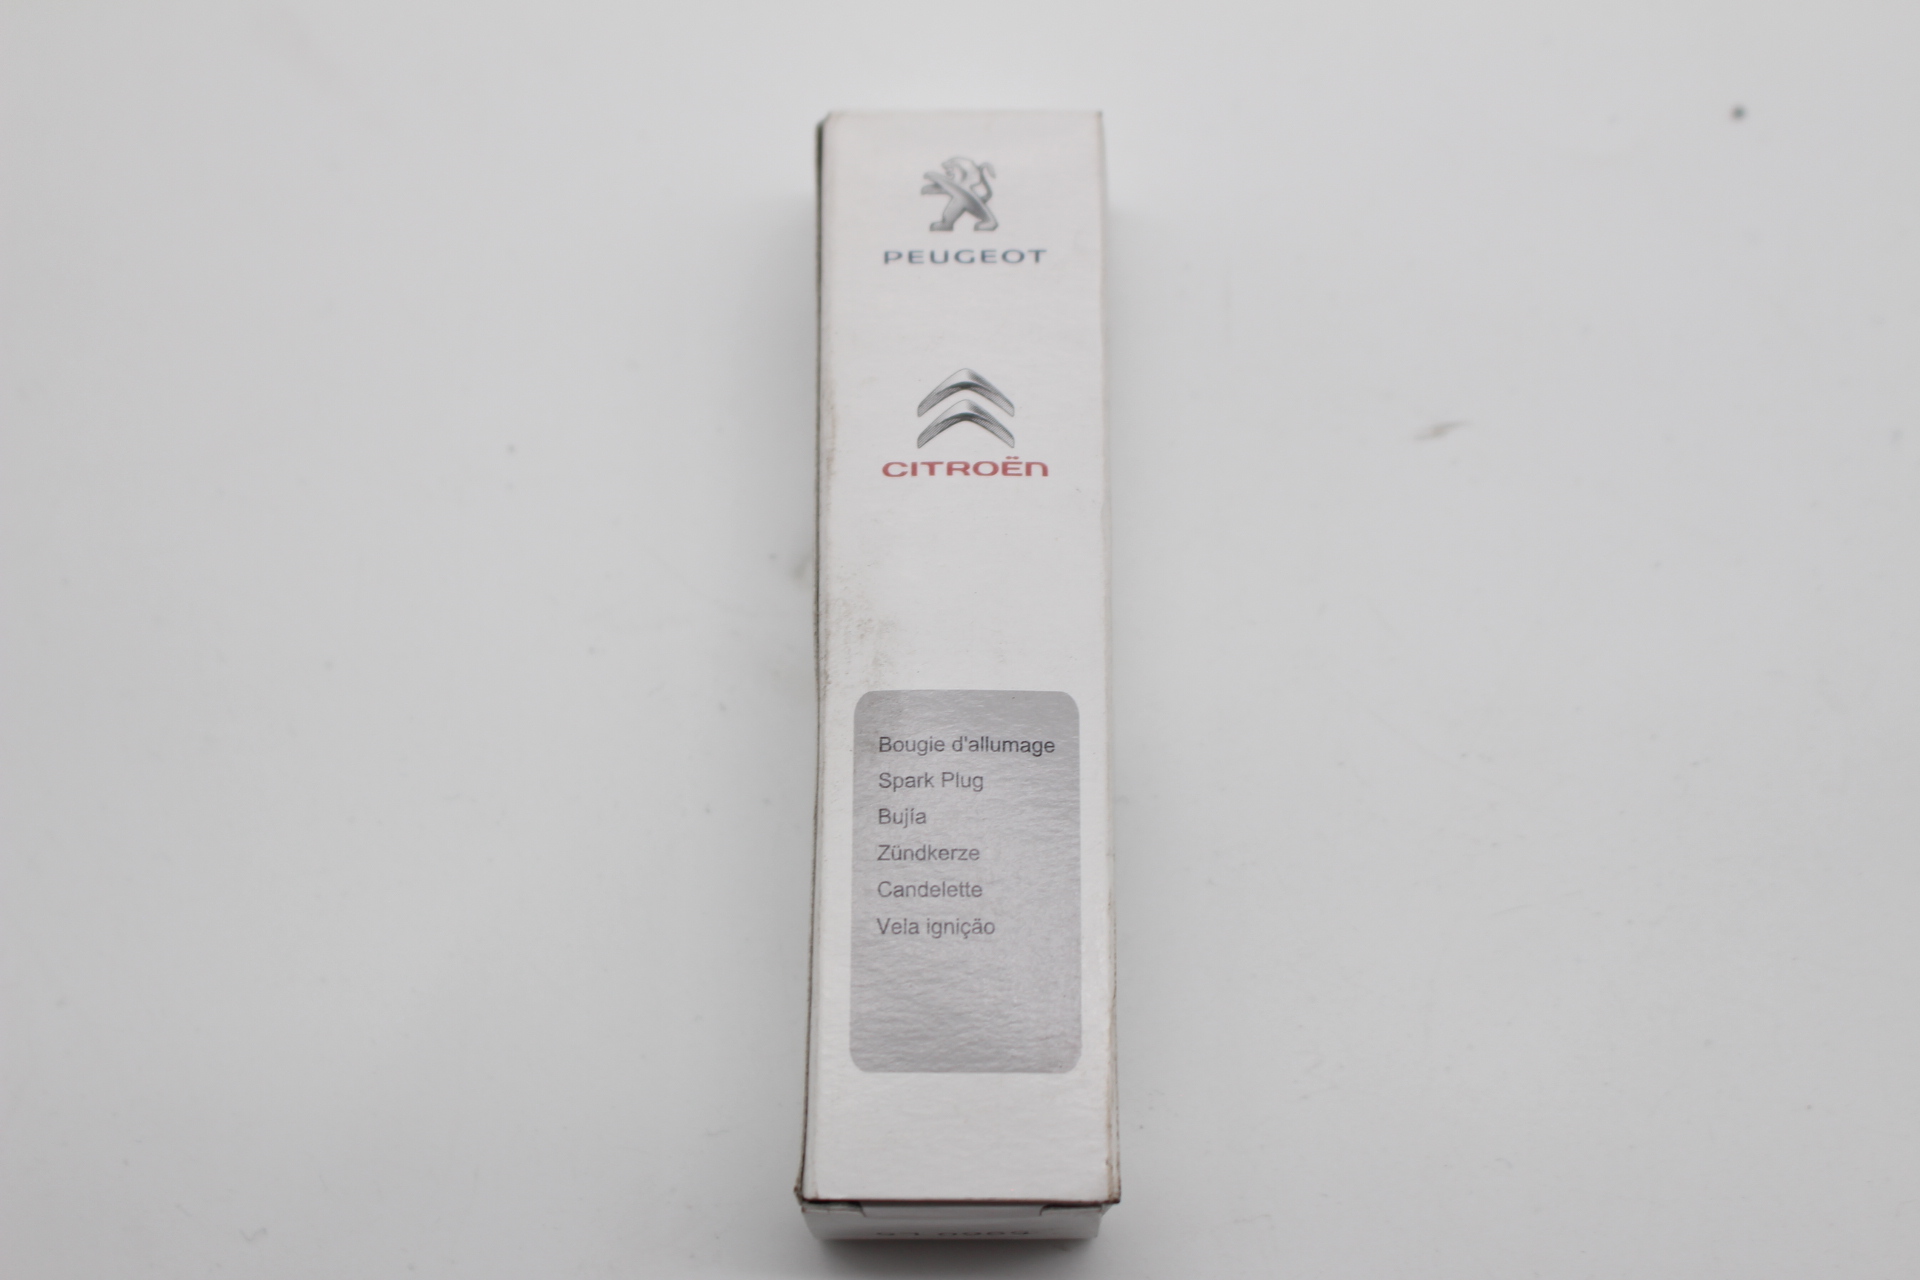 PEUGEOT
CITROËN
Bougie d'allumage
Spark Plug
Bujía
Zündkerze
Candelette
Vela ignição